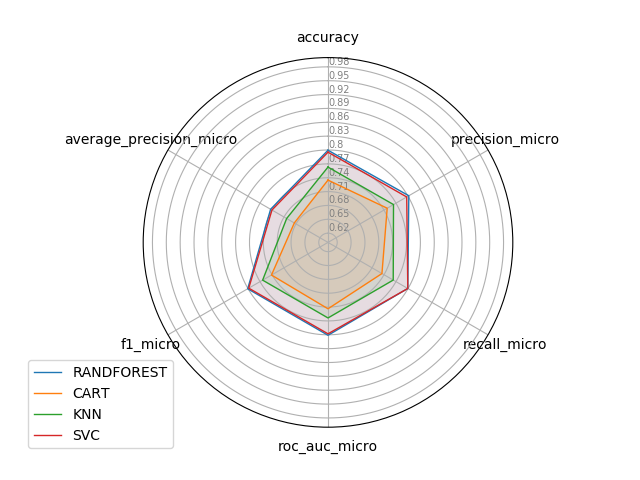 accuracy
0.98
0.95
0.92
0.89
0.86
0.83
0.8
0.77
0.74
0.71
0.68
0.65
0.62
average_precision_micro
precision_micro
f1_micro
recall_micro
roc_auc_micro
RANDFOREST
CART
KNN
SVC